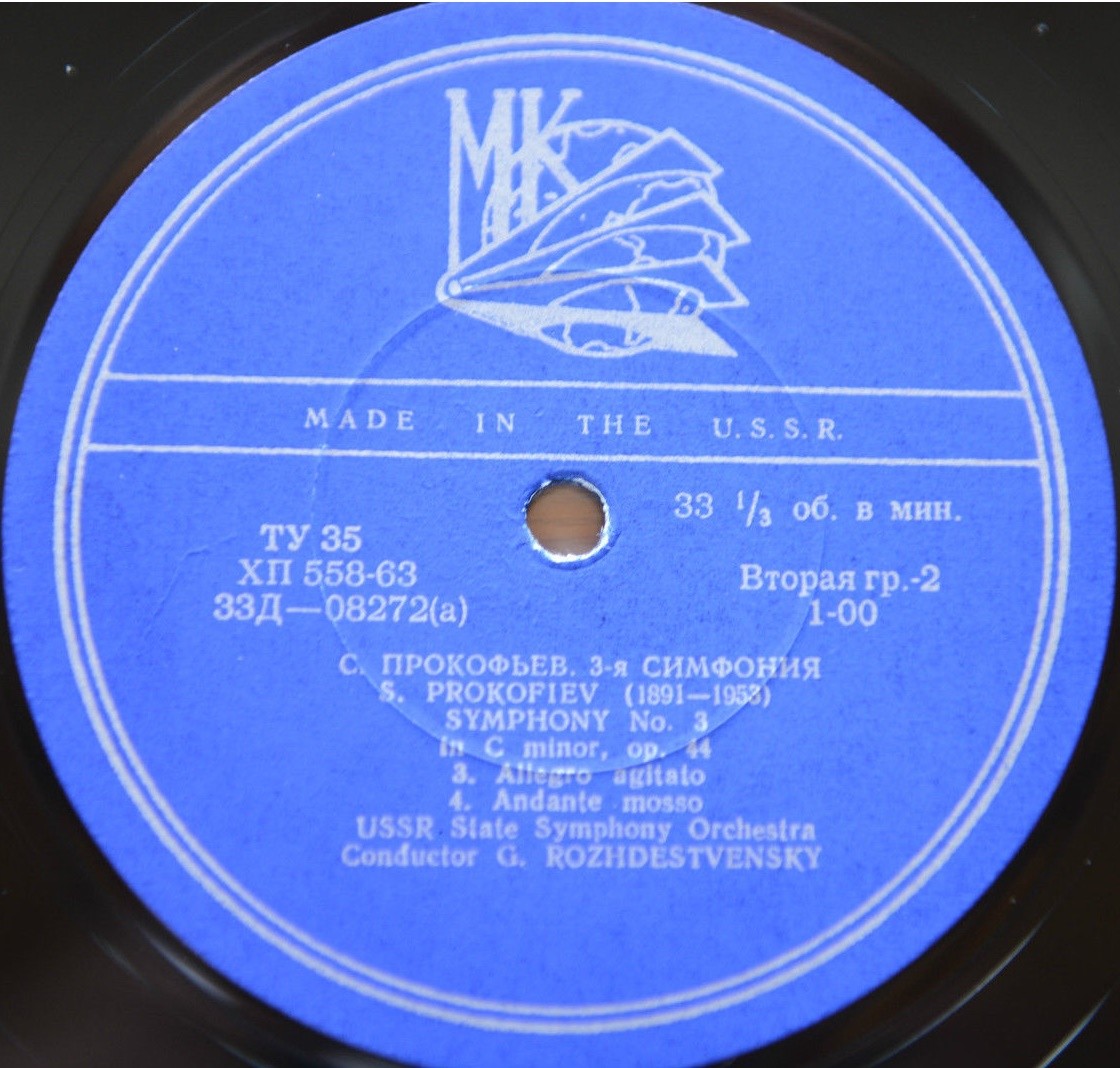 МК
MADE IN THE U.S.S.R.
33 1/3 об. в мин.
ТУ 35
ХП 558-63
33Д—08272(а)
Вторая гр.-2
1-00
С. ПРОКОФЬЕВ. 3-я СИМФОНИЯ
S. PROKOFIEV (1891—1953)
SYMPHONY No. 3
in C minor, op. 44
3. Allegro agitato
4. Andante mosso
USSR State Symphony Orchestra
Conductor G. ROZHDESTVENSKY